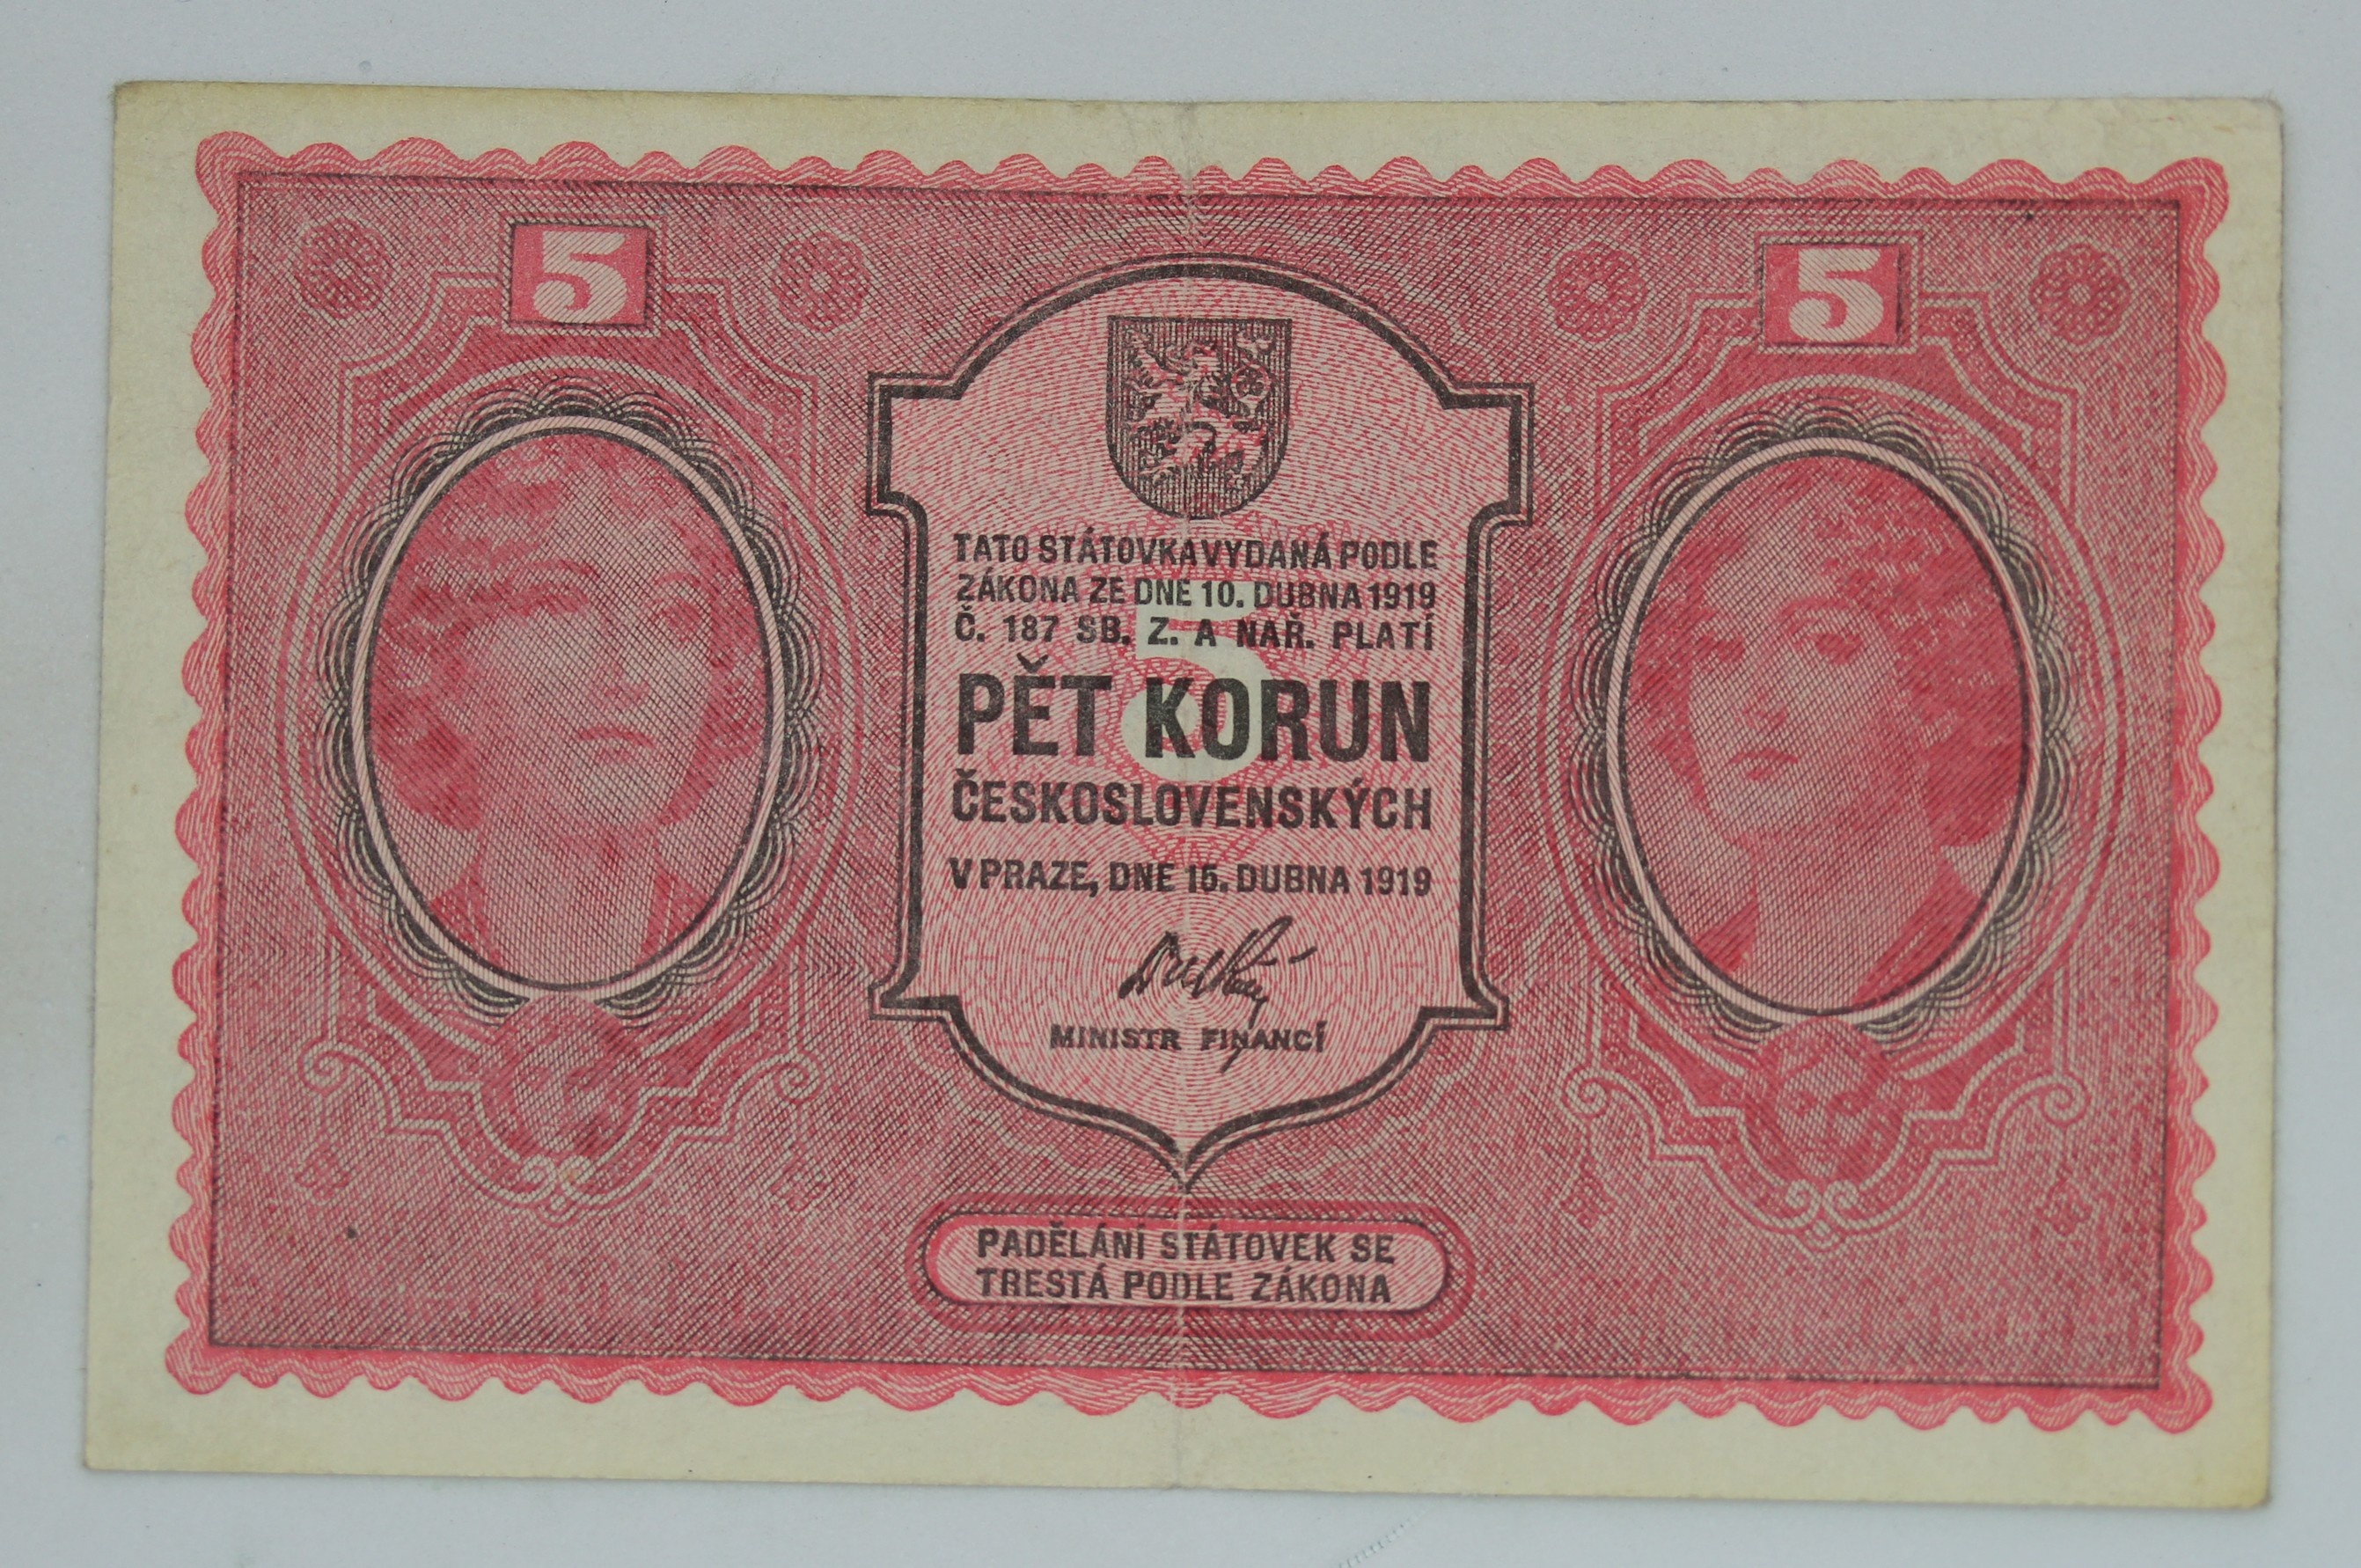 5
5
TATO STÁTOVKA VYDANÁ PODLE
ZÁKONA ZE DNE 10. DUBNA 1919
Č. 187 SB. Z. A NAŘ. PLATÍ
5
PĚT KORUN
ČESKOSLOVENSKÝCH
V PRAZE, DNE 15. DUBNA 1919
MINISTR FINANCÍ
PADĚLÁNÍ STÁTOVEK SE
TRESTÁ PODLE ZÁKONA